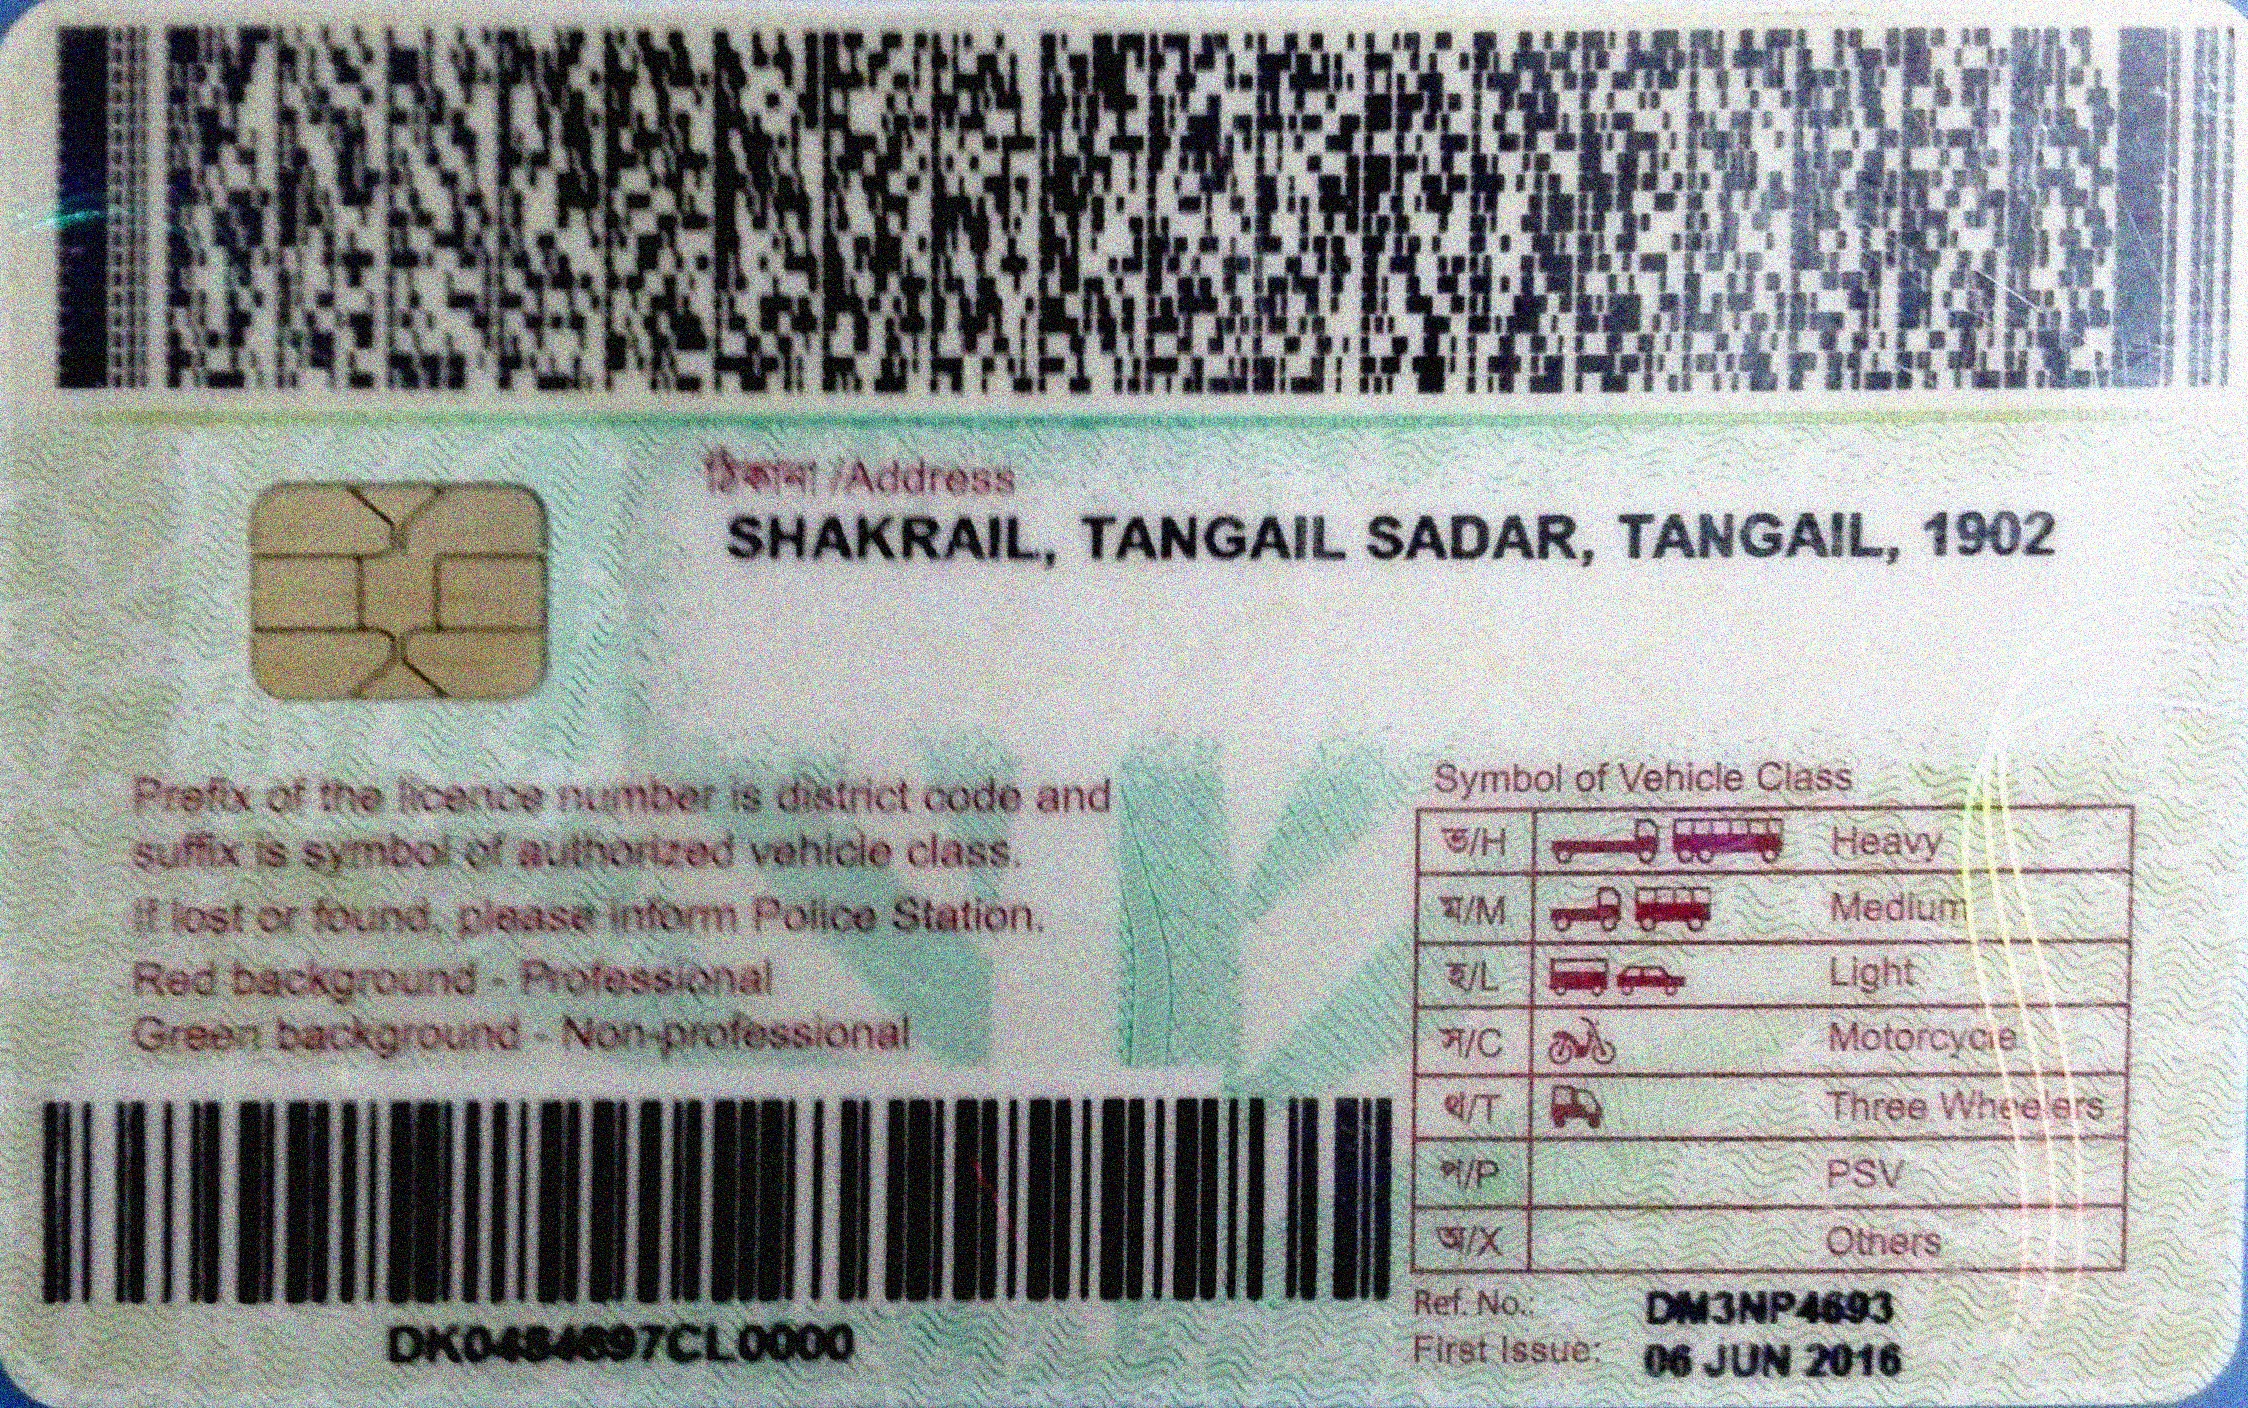 ঠিকানা /Address
SHAKRAIL, TANGAIL SADAR, TANGAIL, 1902
Prefix of the licence number is district code and
suffix is symbol of authorized vehicle class.
If lost or found, please inform Police Station.
Red background - Professional
Green background - Non-professional
Symbol of Vehicle Class
ভ/H Heavy
ম/M Medium
হ/L Light
স/C Motorcycle
থ/T Three Wheelers
প/P PSV
অ/X Others
Ref. No.: DM3NP4693
First Issue: 06 JUN 2016
DK0484697CL0000